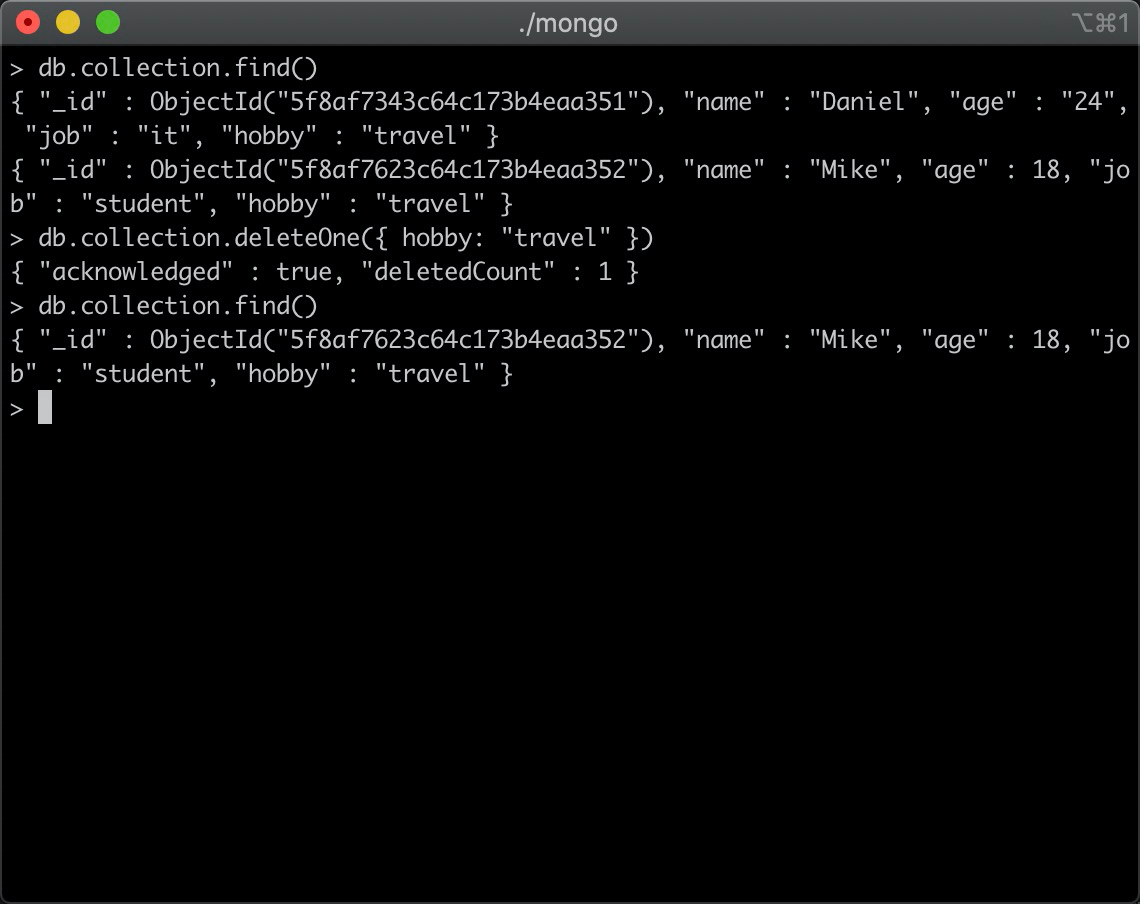 ./mongo
⌥⌘1
> db.collection.find()
{ "_id" : ObjectId("5f8af7343c64c173b4eaa351"), "name" : "Daniel", "age" : "24",
 "job" : "it", "hobby" : "travel" }
{ "_id" : ObjectId("5f8af7623c64c173b4eaa352"), "name" : "Mike", "age" : 18, "jo
b" : "student", "hobby" : "travel" }
> db.collection.deleteOne({ hobby: "travel" })
{ "acknowledged" : true, "deletedCount" : 1 }
> db.collection.find()
{ "_id" : ObjectId("5f8af7623c64c173b4eaa352"), "name" : "Mike", "age" : 18, "jo
b" : "student", "hobby" : "travel" }
>